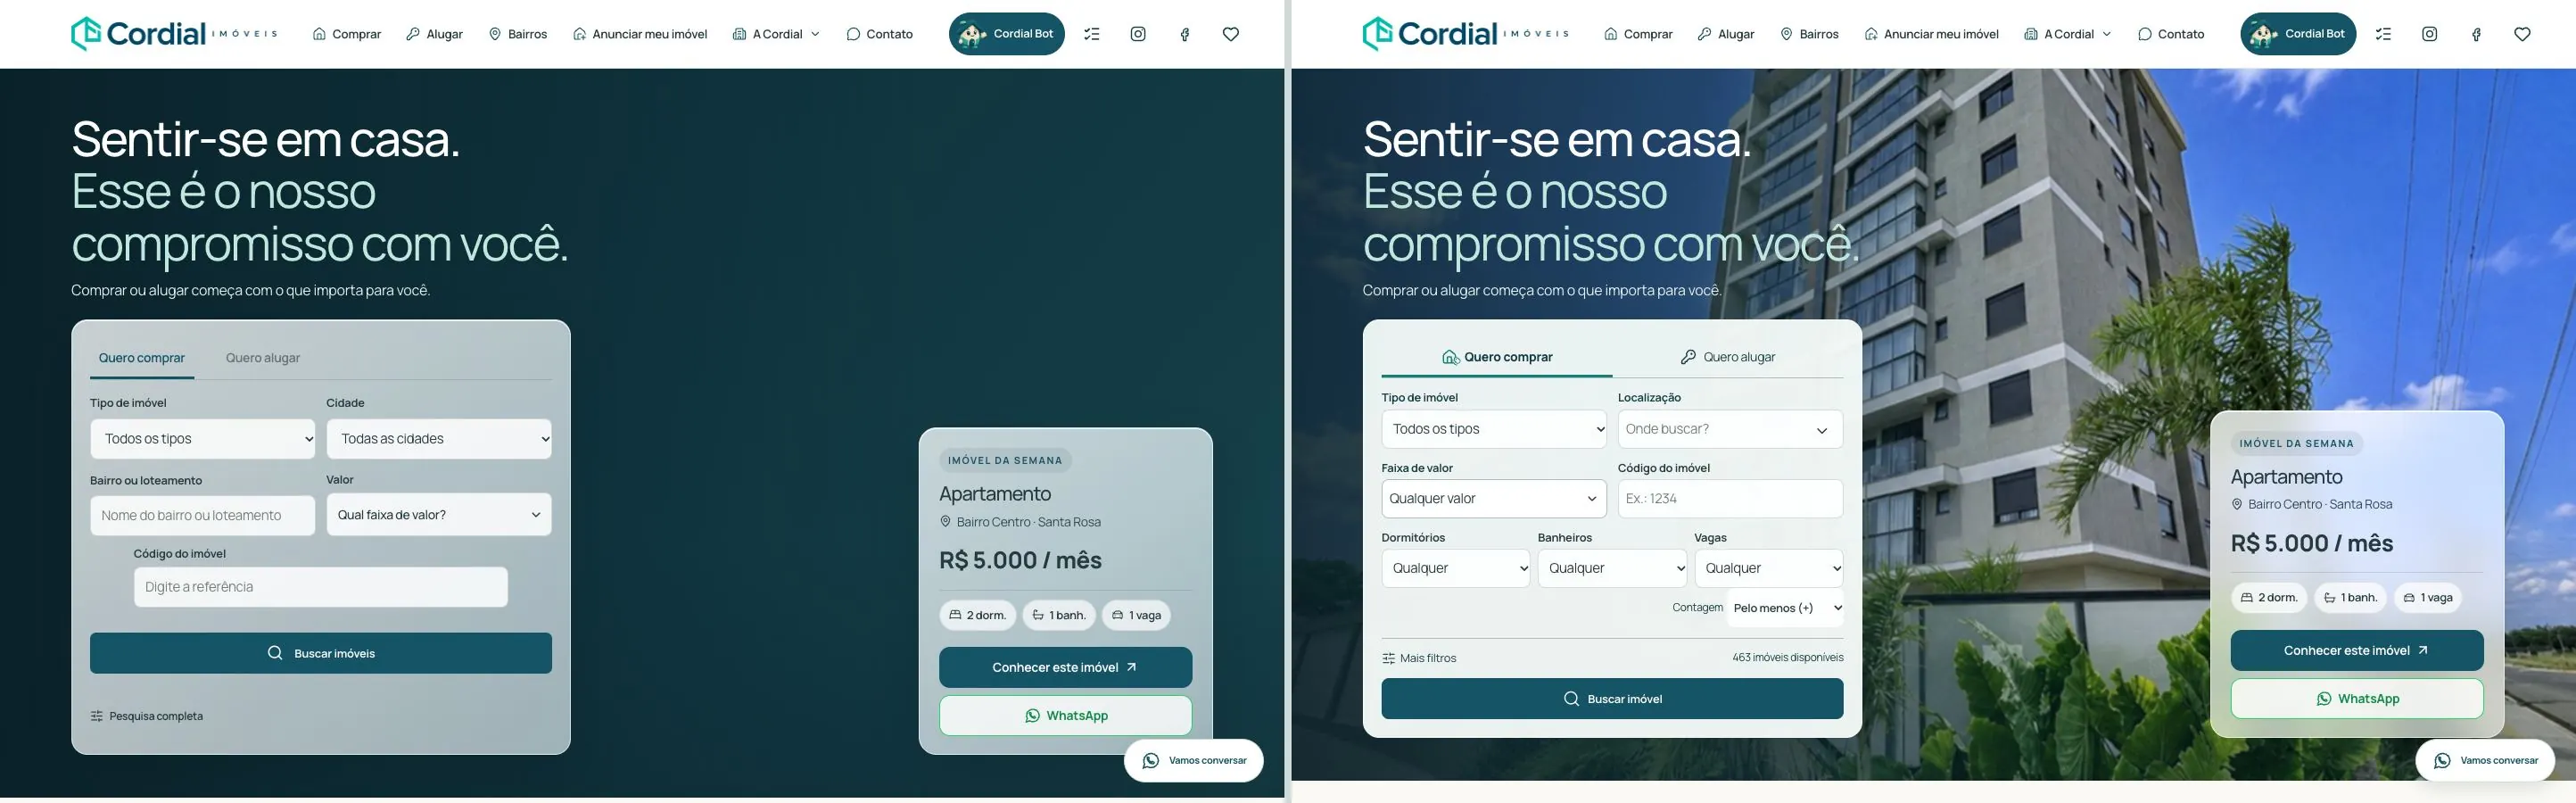 Cordial IMÓVEIS
Comprar
Alugar
Bairros
Anunciar meu imóvel
A Cordial
Contato
Cordial Bot
Sentir-se em casa.
Esse é o nosso
compromisso com você.
Comprar ou alugar começa com o que importa para você.
Quero comprar
Quero alugar
Tipo de imóvel
Cidade
Todos os tipos
Todas as cidades
Bairro ou loteamento
Valor
Nome do bairro ou loteamento
Qual faixa de valor?
Código do imóvel
Digite a referência
Buscar imóveis
Pesquisa completa
IMÓVEL DA SEMANA
Apartamento
Bairro Centro · Santa Rosa
R$ 5.000 / mês
2 dorm.
1 banh.
1 vaga
Conhecer este imóvel
WhatsApp
Vamos conversar
Cordial IMÓVEIS
Comprar
Alugar
Bairros
Anunciar meu imóvel
A Cordial
Contato
Cordial Bot
Sentir-se em casa.
Esse é o nosso
compromisso com você.
Comprar ou alugar começa com o que importa para você.
Quero comprar
Quero alugar
Tipo de imóvel
Localização
Todos os tipos
Onde buscar?
Faixa de valor
Código do imóvel
Qualquer valor
Ex.: 1234
Dormitórios
Banheiros
Vagas
Qualquer
Qualquer
Qualquer
Contagem
Pelo menos (+)
Mais filtros
463 imóveis disponíveis
Buscar imóvel
IMÓVEL DA SEMANA
Apartamento
Bairro Centro · Santa Rosa
R$ 5.000 / mês
2 dorm.
1 banh.
1 vaga
Conhecer este imóvel
WhatsApp
Vamos conversar